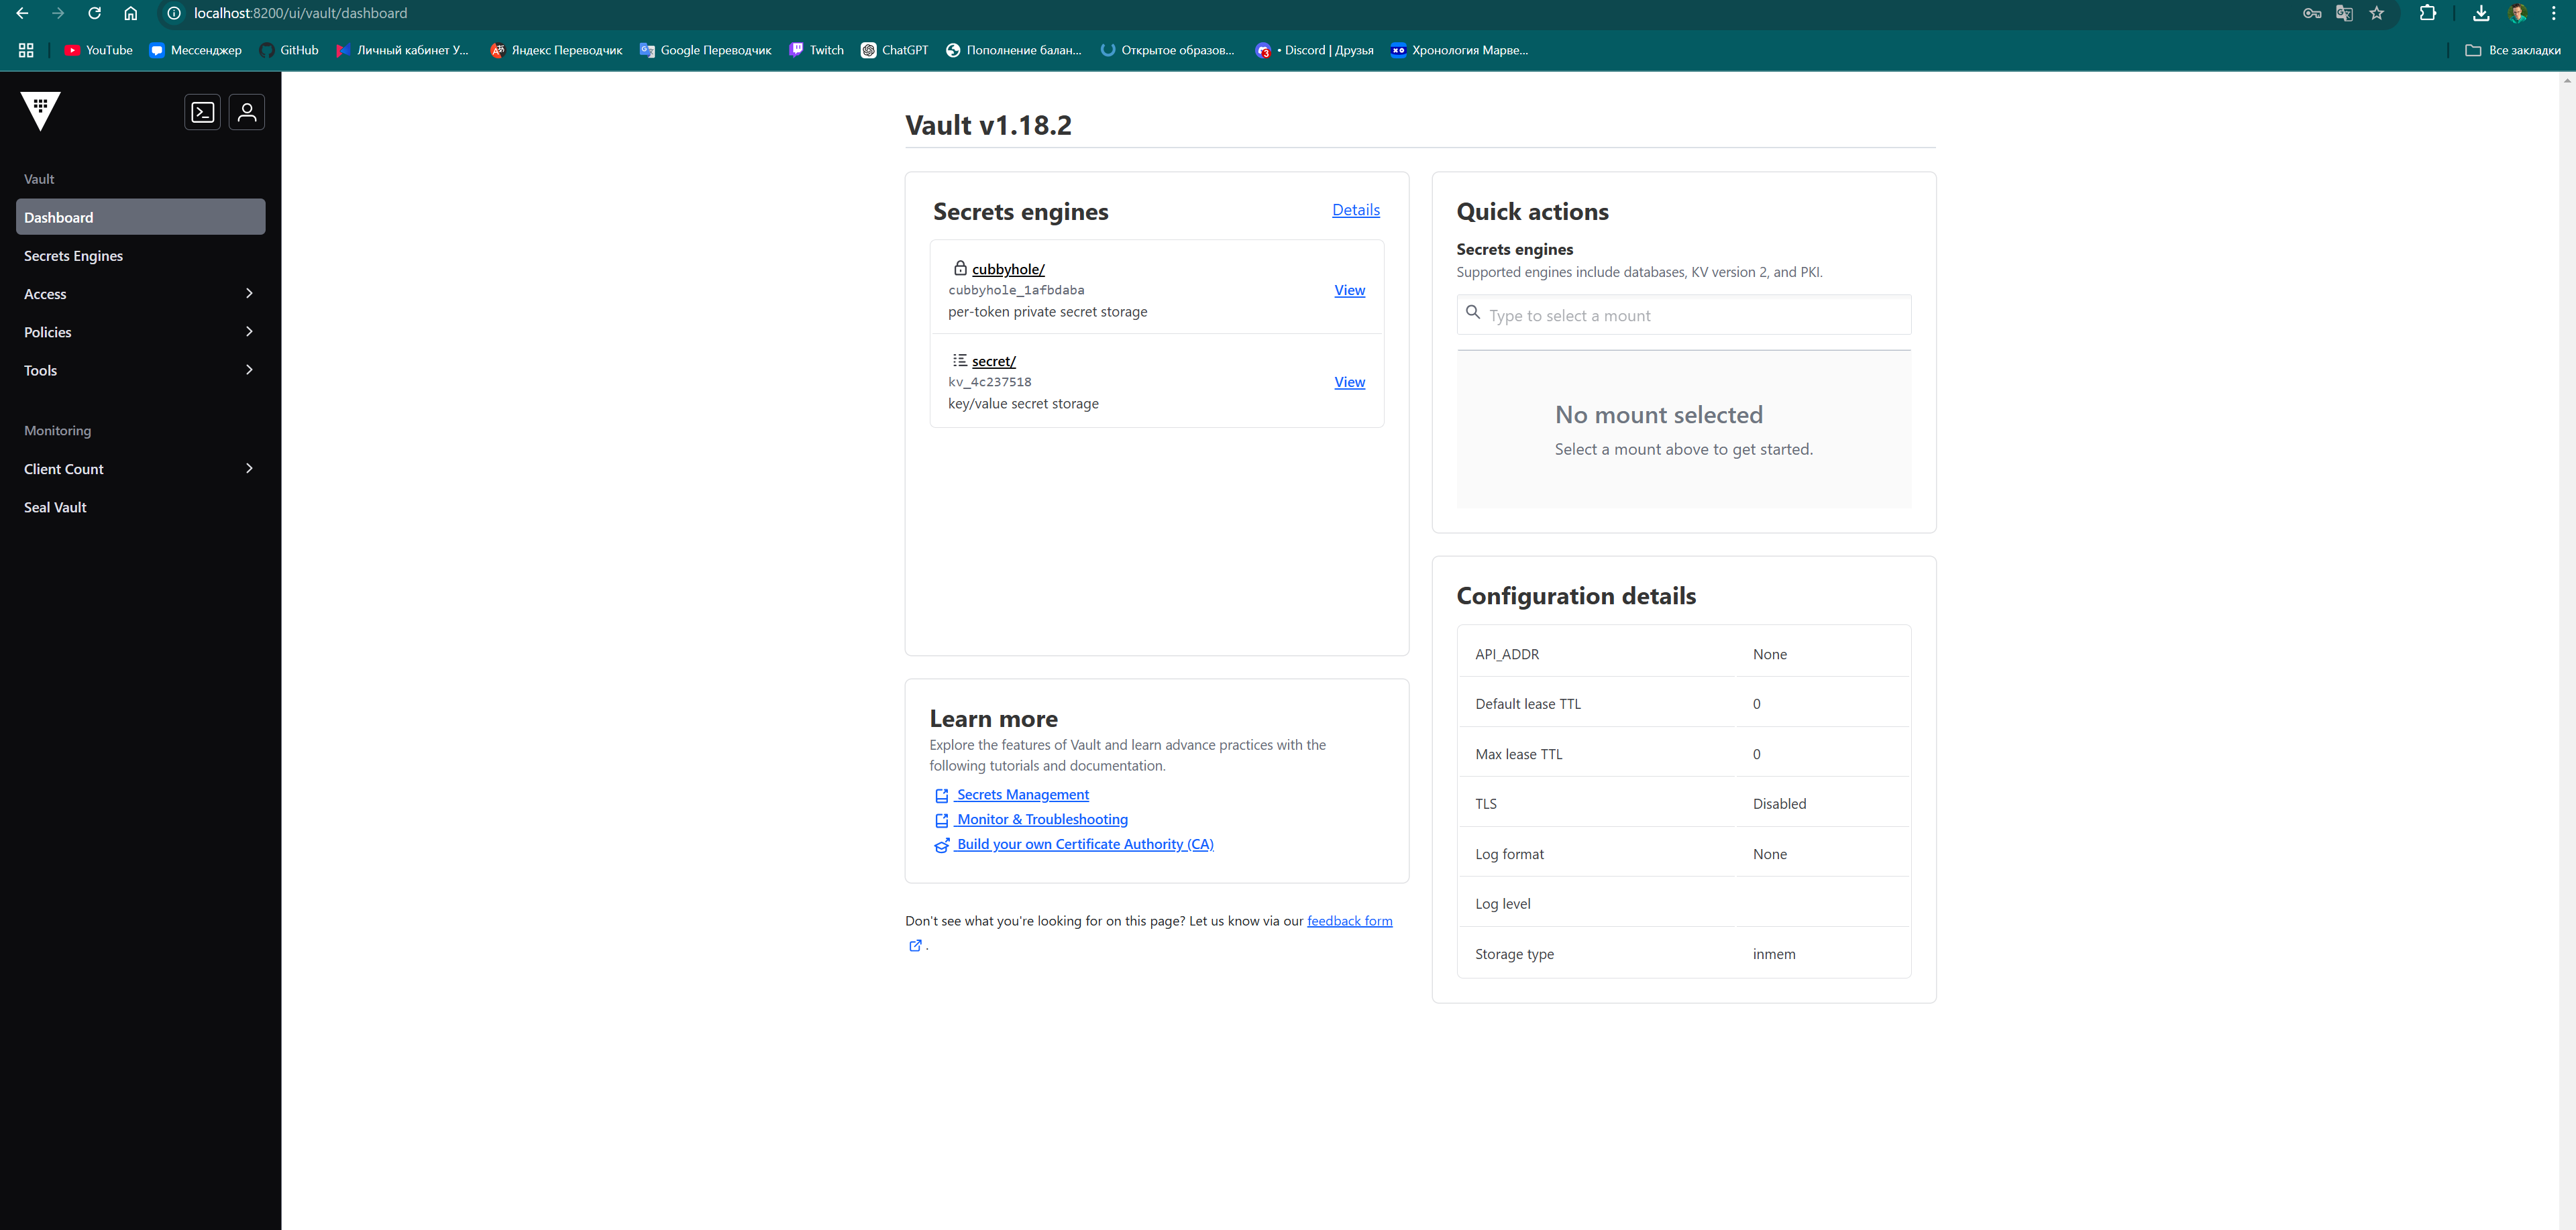 localhost:8200/ui/vault/dashboard
YouTube
Мессенджер
GitHub
Личный кабинет У...
Яндекс Переводчик
Google Переводчик
Twitch
ChatGPT
Пополнение балан...
Открытое образов...
• Discord | Друзья
Хронология Марве...
Все закладки
Vault
Dashboard
Secrets Engines
Access
Policies
Tools
Monitoring
Client Count
Seal Vault
Vault v1.18.2
Secrets engines
Details
cubbyhole/
cubbyhole_1afbdaba
per-token private secret storage
View
secret/
kv_4c237518
key/value secret storage
View
Learn more
Explore the features of Vault and learn advance practices with the
following tutorials and documentation.
Secrets Management
Monitor & Troubleshooting
Build your own Certificate Authority (CA)
Don't see what you're looking for on this page? Let us know via our feedback form
.
Quick actions
Secrets engines
Supported engines include databases, KV version 2, and PKI.
Type to select a mount
No mount selected
Select a mount above to get started.
Configuration details
API_ADDR None
Default lease TTL 0
Max lease TTL 0
TLS Disabled
Log format None
Log level
Storage type inmem